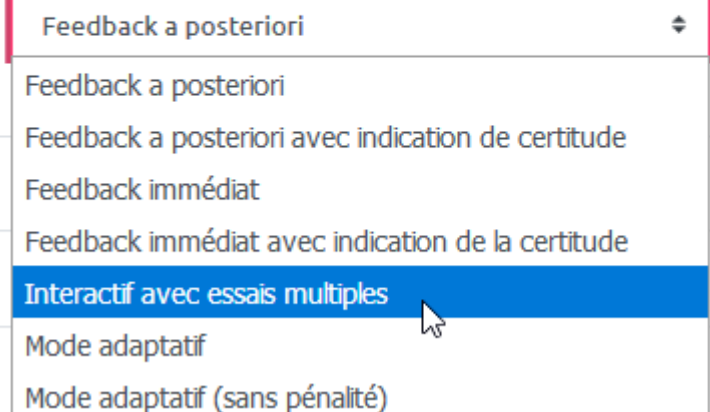 Feedback a posteriori
Feedback a posteriori
Feedback a posteriori avec indication de certitude
Feedback immédiat
Feedback immédiat avec indication de la certitude
Interactif avec essais multiples
Mode adaptatif
Mode adaptatif (sans pénalité)